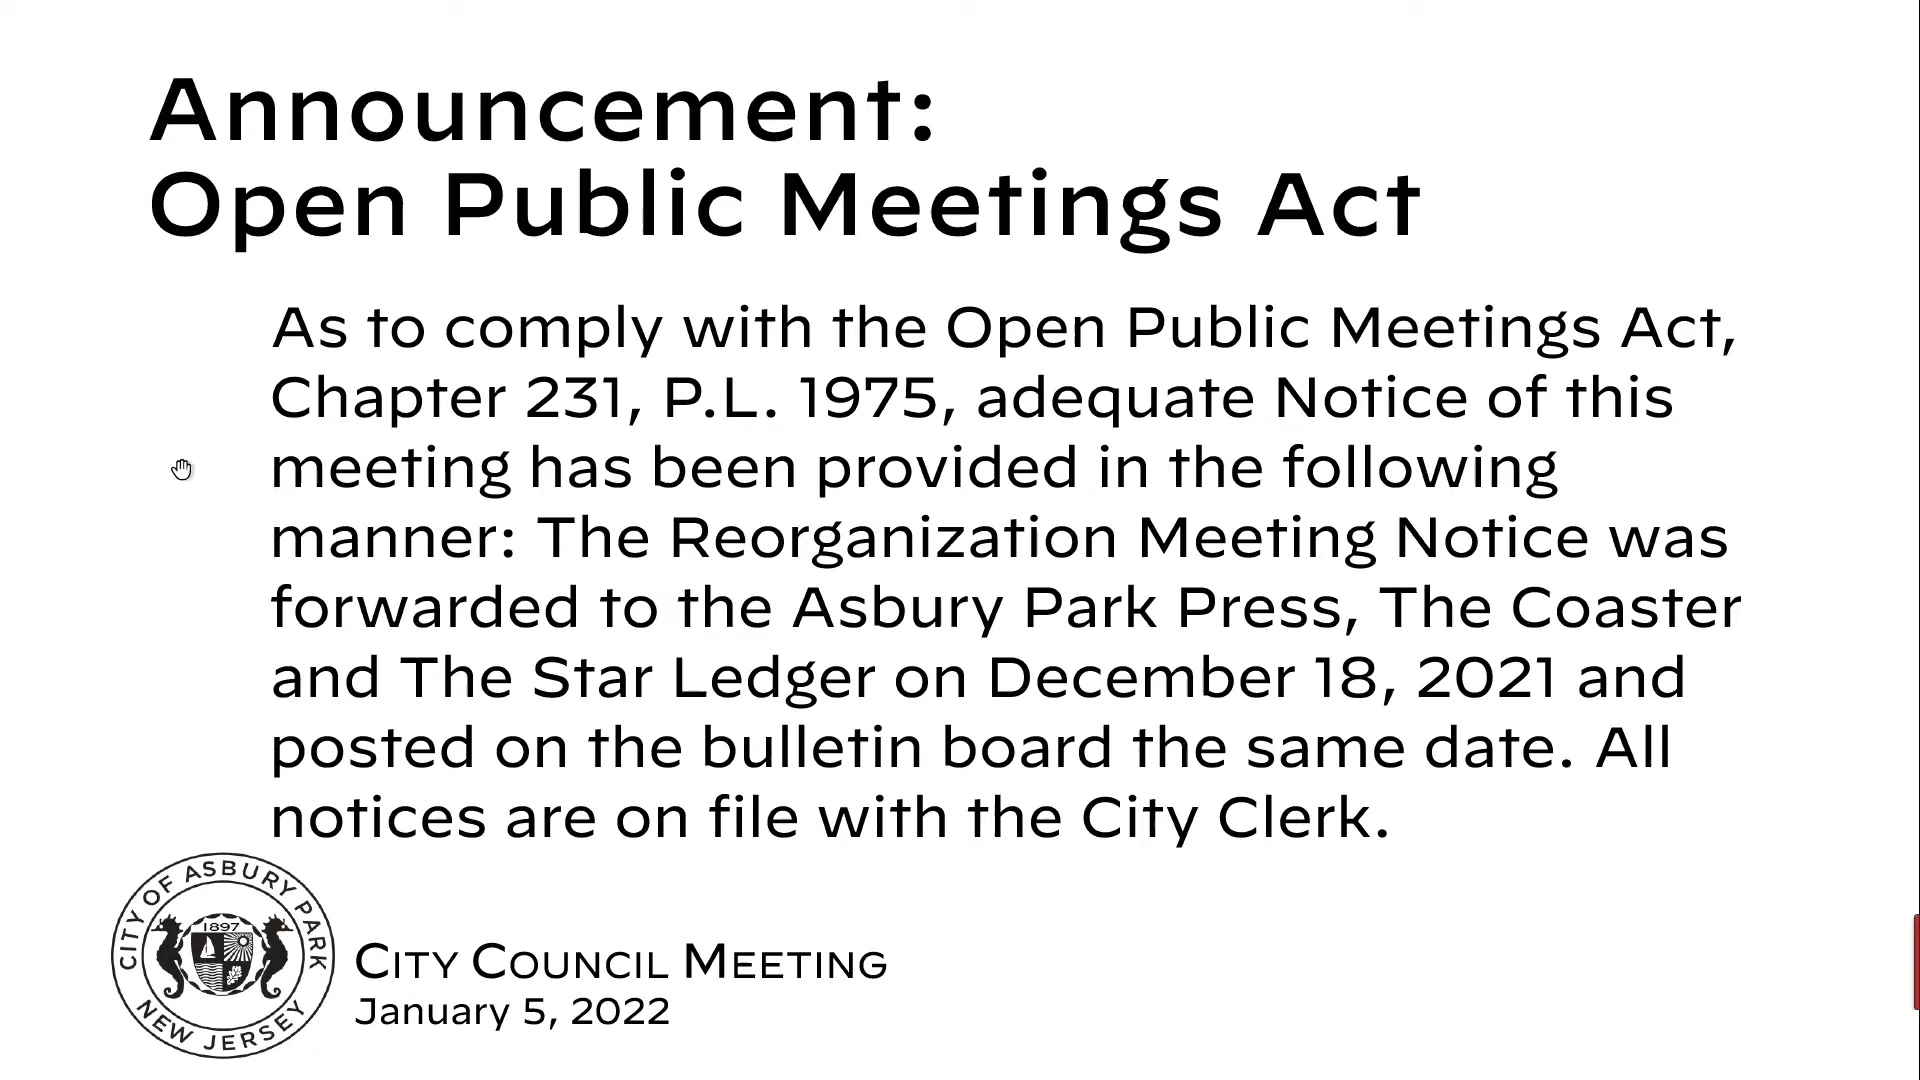 Announcement:
Open Public Meetings Act
As to comply with the Open Public Meetings Act,
Chapter 231, P.L. 1975, adequate Notice of this
meeting has been provided in the following
manner: The Reorganization Meeting Notice was
forwarded to the Asbury Park Press, The Coaster
and The Star Ledger on December 18, 2021 and
posted on the bulletin board the same date. All
notices are on file with the City Clerk.
CITY OF ASBURY PARK
1897
NEW JERSEY
CITY COUNCIL MEETING
January 5, 2022